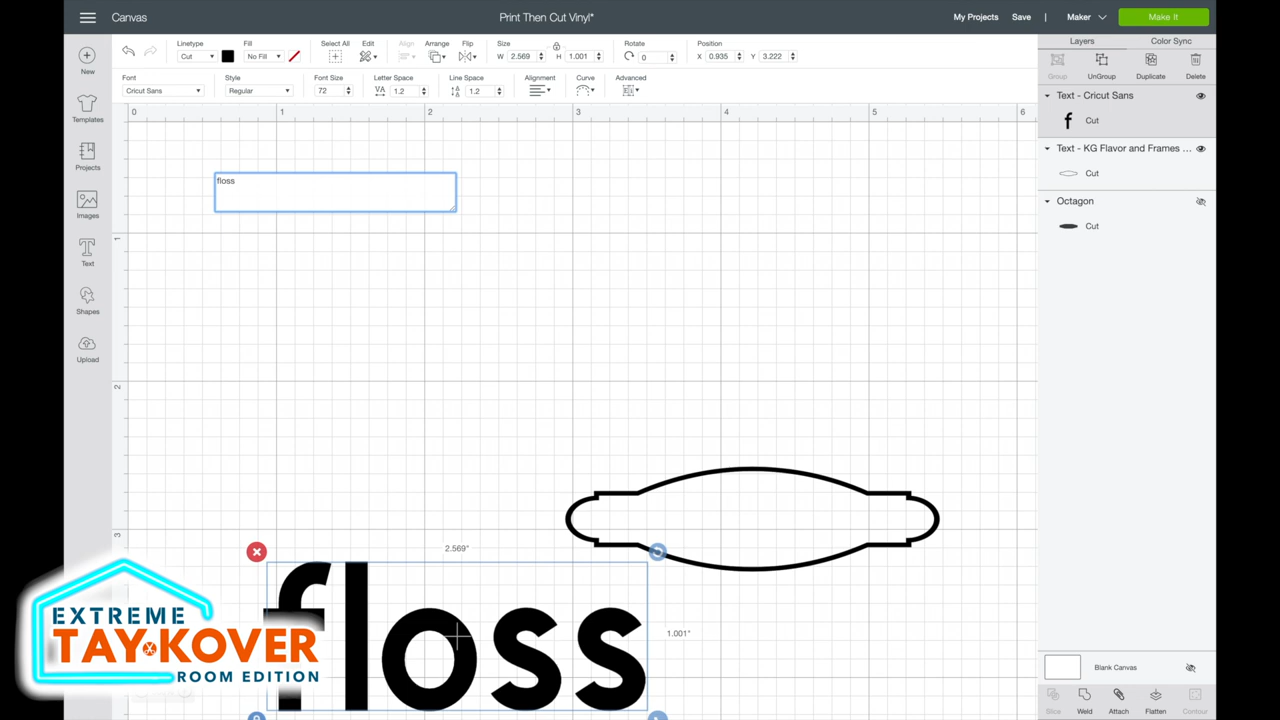 Canvas
Print Then Cut Vinyl*
My Projects
Save
Maker
Make It
Linetype
Cut
Fill
No Fill
Select All
Edit
Align
Arrange
Flip
Size
W 2.569
H 1.001
Rotate
0
Position
X 0.935
Y 3.222
Font
Cricut Sans
Style
Regular
Font Size
72
Letter Space
VA 1.2
Line Space
1.2
Alignment
Curve
Advanced
New
Templates
Projects
Images
Text
Shapes
Upload
0 1 2 3 4 5 6
1
2
3
floss
2.569"
1.001"
floss
EXTREME
TAY KOVER
ROOM EDITION
Layers
Color Sync
Group
UnGroup
Duplicate
Delete
Text - Cricut Sans
f
Cut
Text - KG Flavor and Frames ...
Cut
Octagon
Cut
Blank Canvas
Slice
Weld
Attach
Flatten
Contour